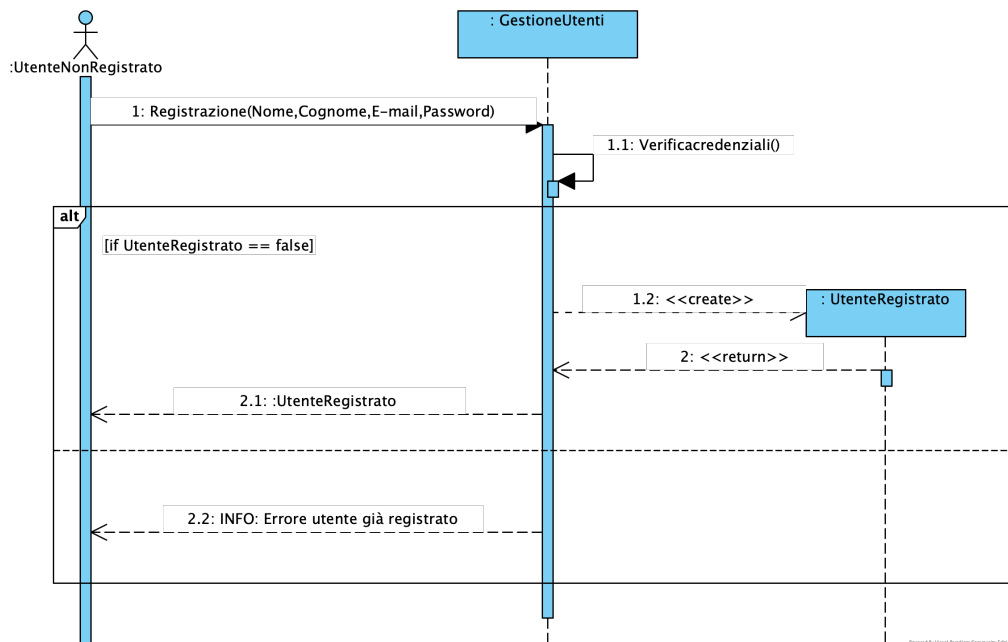 : GestioneUtenti
:UtenteNonRegistrato
1: Registrazione(Nome,Cognome,E-mail,Password)
1.1: Verificacredenziali()
alt
[if UtenteRegistrato == false]
1.2: <<create>>
: UtenteRegistrato
2: <<return>>
2.1: :UtenteRegistrato
2.2: INFO: Errore utente già registrato